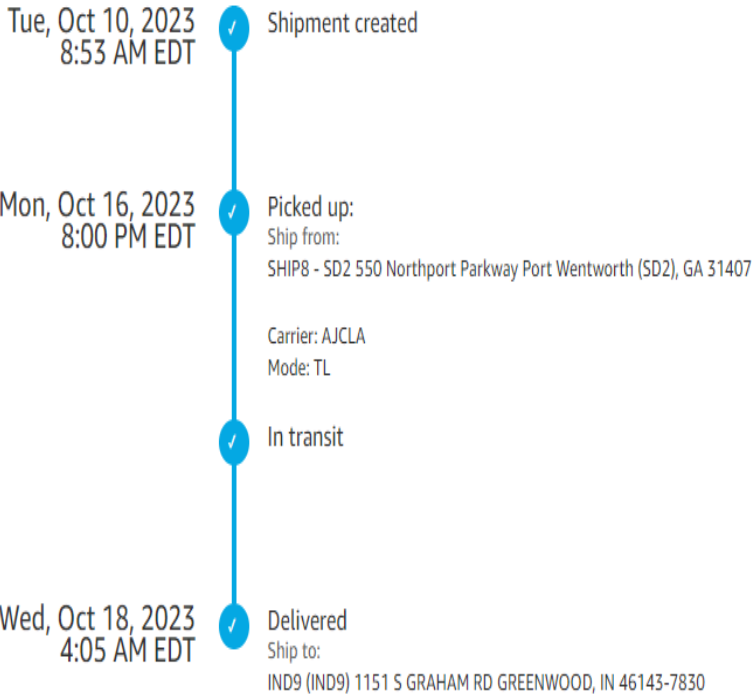 Tue, Oct 10, 2023
8:53 AM EDT
Shipment created
Mon, Oct 16, 2023
8:00 PM EDT
Picked up:
Ship from:
SHIP8 - SD2 550 Northport Parkway Port Wentworth (SD2), GA 31407
Carrier: AJCLA
Mode: TL
In transit
Wed, Oct 18, 2023
4:05 AM EDT
Delivered
Ship to:
IND9 (IND9) 1151 S GRAHAM RD GREENWOOD, IN 46143-7830